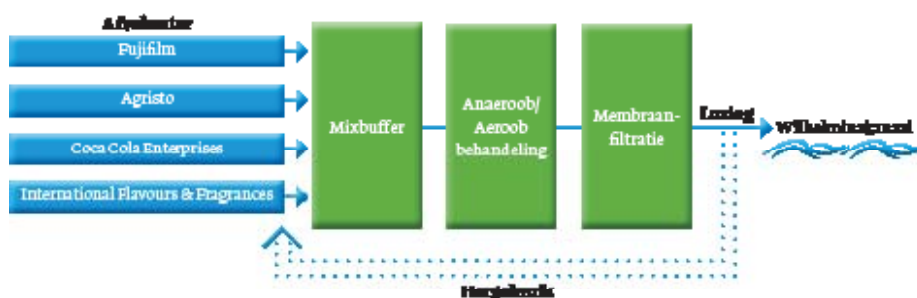 Afvalwater
Fujifilm
Agristo
Coca Cola Enterprises
International Flavours & Fragrances
Mixbuffer
Anaeroob/
Aeroob
behandeling
Membraan-
filtratie
Lozing
Wilhelminakanaal
Hergebruik